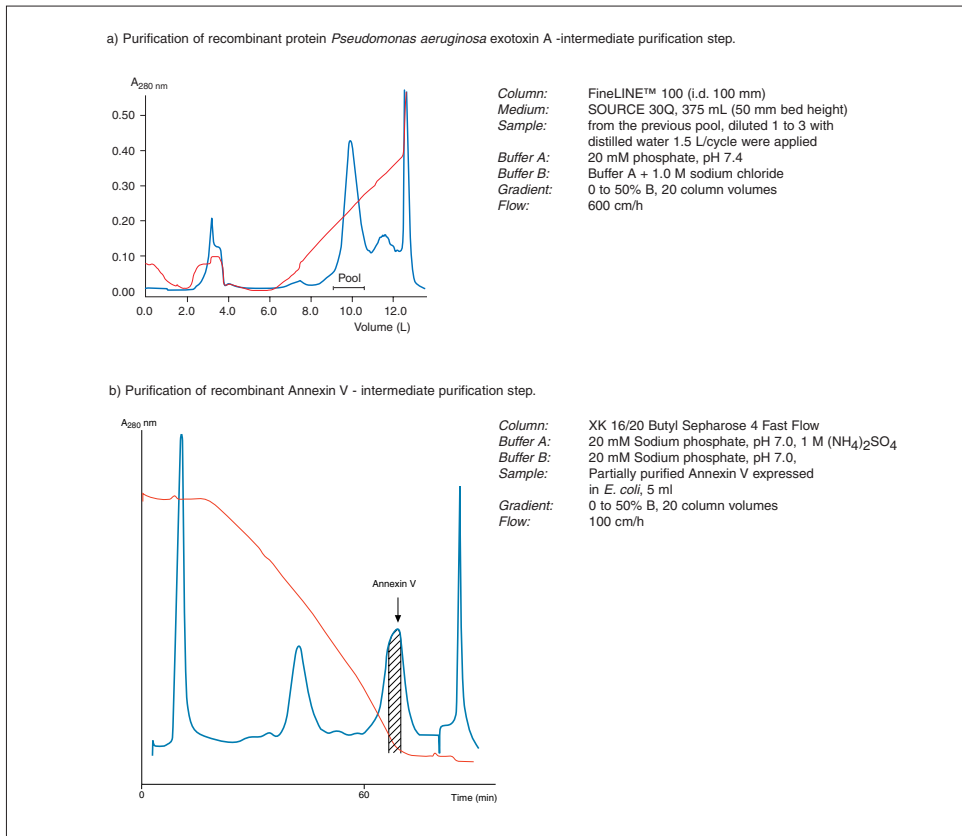 a) Purification of recombinant protein Pseudomonas aeruginosa exotoxin A -intermediate purification step.
A280 nm
0.50
0.40
0.30
0.20
0.10
0.00
Pool
0.0 2.0 4.0 6.0 8.0 10.0 12.0
Volume (L)
Column: FineLINE™ 100 (i.d. 100 mm)
Medium: SOURCE 30Q, 375 mL (50 mm bed height)
Sample: from the previous pool, diluted 1 to 3 with
distilled water 1.5 L/cycle were applied
Buffer A: 20 mM phosphate, pH 7.4
Buffer B: Buffer A + 1.0 M sodium chloride
Gradient: 0 to 50% B, 20 column volumes
Flow: 600 cm/h
b) Purification of recombinant Annexin V - intermediate purification step.
A280 nm
Annexin V
0 60 Time (min)
Column: XK 16/20 Butyl Sepharose 4 Fast Flow
Buffer A: 20 mM Sodium phosphate, pH 7.0, 1 M (NH4)2SO4
Buffer B: 20 mM Sodium phosphate, pH 7.0,
Sample: Partially purified Annexin V expressed
in E. coli, 5 ml
Gradient: 0 to 50% B, 20 column volumes
Flow: 100 cm/h